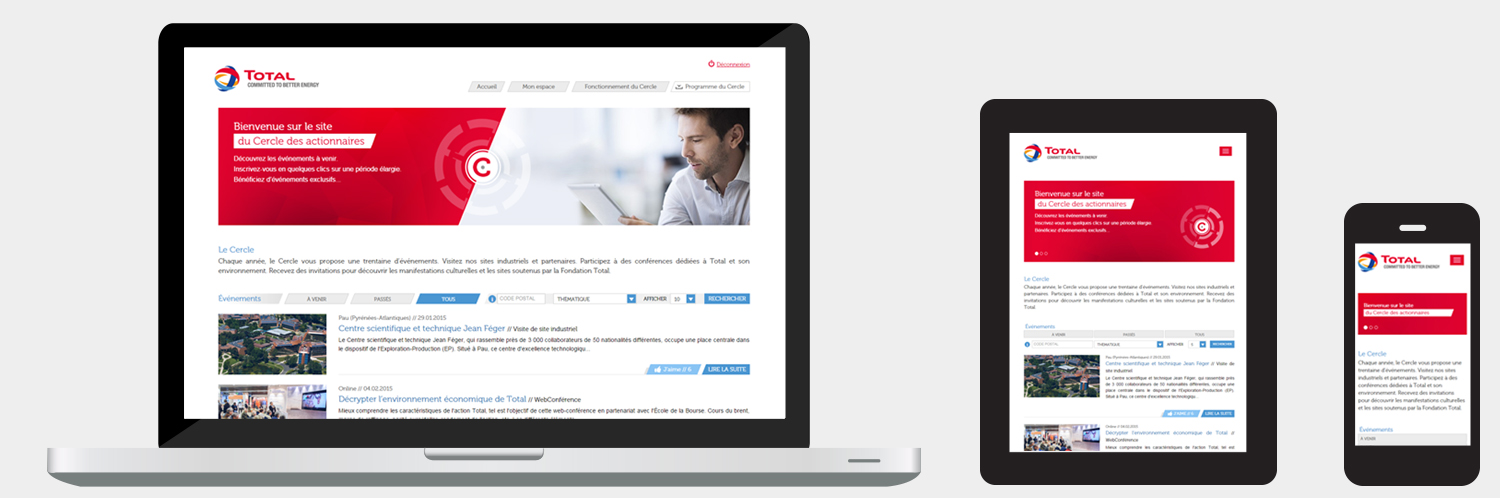 TOTAL
COMMITTED TO BETTER ENERGY
Déconnexion
Accueil
Mon espace
Fonctionnement du Cercle
Programme du Cercle
Bienvenue sur le site
du Cercle des actionnaires
Découvrez les événements à venir.
Inscrivez-vous en quelques clics sur une période élargie.
Bénéficiez d'événements exclusifs...
Le Cercle
Chaque année, le Cercle vous propose une trentaine d'événements. Visitez nos sites industriels et partenaires. Participez à des conférences dédiées à Total et son
environnement. Recevez des invitations pour découvrir les manifestations culturelles et les sites soutenus par la Fondation Total.
Événements
À VENIR
PASSÉS
TOUS
CODE POSTAL
THÉMATIQUE
AFFICHER
10
RECHERCHER
Pau (Pyrénées-Atlantiques) // 29.01.2015
Centre scientifique et technique Jean Féger // Visite de site industriel
Le Centre scientifique et technique Jean Féger, qui rassemble près de 3 000 collaborateurs de 50 nationalités différentes, occupe une place centrale dans
le dispositif de l'Exploration-Production (EP). Situé à Pau, ce centre d'excellence technologiqu...
J'aime // 6
LIRE LA SUITE
Online // 04.02.2015
Décrypter l'environnement économique de Total // WebConférence
Mieux comprendre les caractéristiques de l'action Total, tel est l'objectif de cette web-conférence en partenariat avec l'École de la Bourse. Cours du brent,
TOTAL
COMMITTED TO BETTER ENERGY
Bienvenue sur le site
du Cercle des actionnaires
Découvrez les événements à venir.
Inscrivez-vous en quelques clics sur une période élargie.
Bénéficiez d'événements exclusifs...
Le Cercle
Chaque année, le Cercle vous propose une trentaine d'événements. Visitez nos sites industriels et
partenaires. Participez à des conférences dédiées à Total et son environnement. Recevez des
invitations pour découvrir les manifestations culturelles et les sites soutenus par la Fondation
Total.
Événements
À VENIR
PASSÉS
TOUS
CODE POSTAL
THÉMATIQUE
AFFICHER
5
RECHERCHER
Pau (Pyrénées-Atlantiques) // 29.01.2015
Centre scientifique et technique Jean Féger // Visite de
site industriel
Le Centre scientifique et technique Jean Féger, qui rassemble près
de 3 000 collaborateurs de 50 nationalités différentes, occupe une
place centrale dans le dispositif de l'Exploration-Production (EP).
Situé à Pau, ce centre d'excellence technologiqu...
J'AIME // 6
LIRE LA SUITE
Online // 04.02.2015
Décrypter l'environnement économique de Total //
WebConférence
Mieux comprendre les caractéristiques de l'action Total, tel est
TOTAL
COMMITTED TO BETTER ENERGY
Bienvenue sur le site
du Cercle des actionnaires
Le Cercle
Chaque année, le Cercle vous propose une
trentaine d'événements. Visitez nos sites
industriels et partenaires. Participez à des
conférences dédiées à Total et son
environnement. Recevez des invitations pour
découvrir les manifestations culturelles
et les sites soutenus par la Fondation Total.
Événements
À VENIR